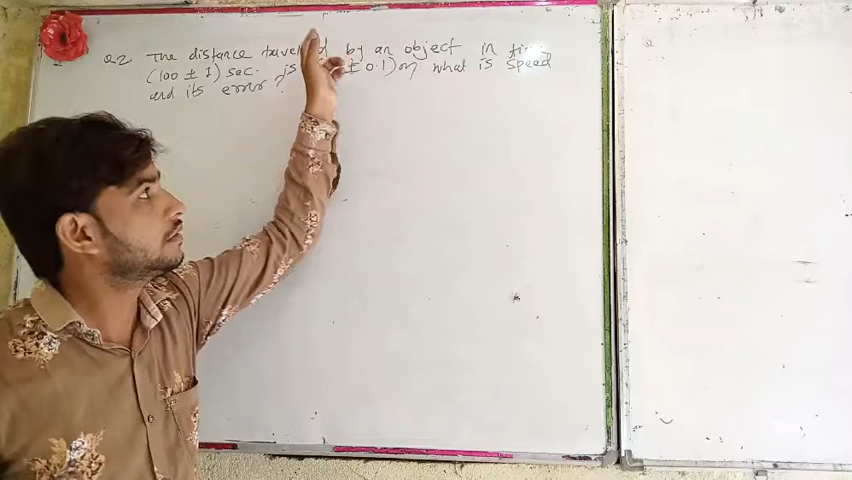 Q2. The distance traveled by an object in time
(100 ± 1) sec. is ± 0.1) m what is speed
and its error ?